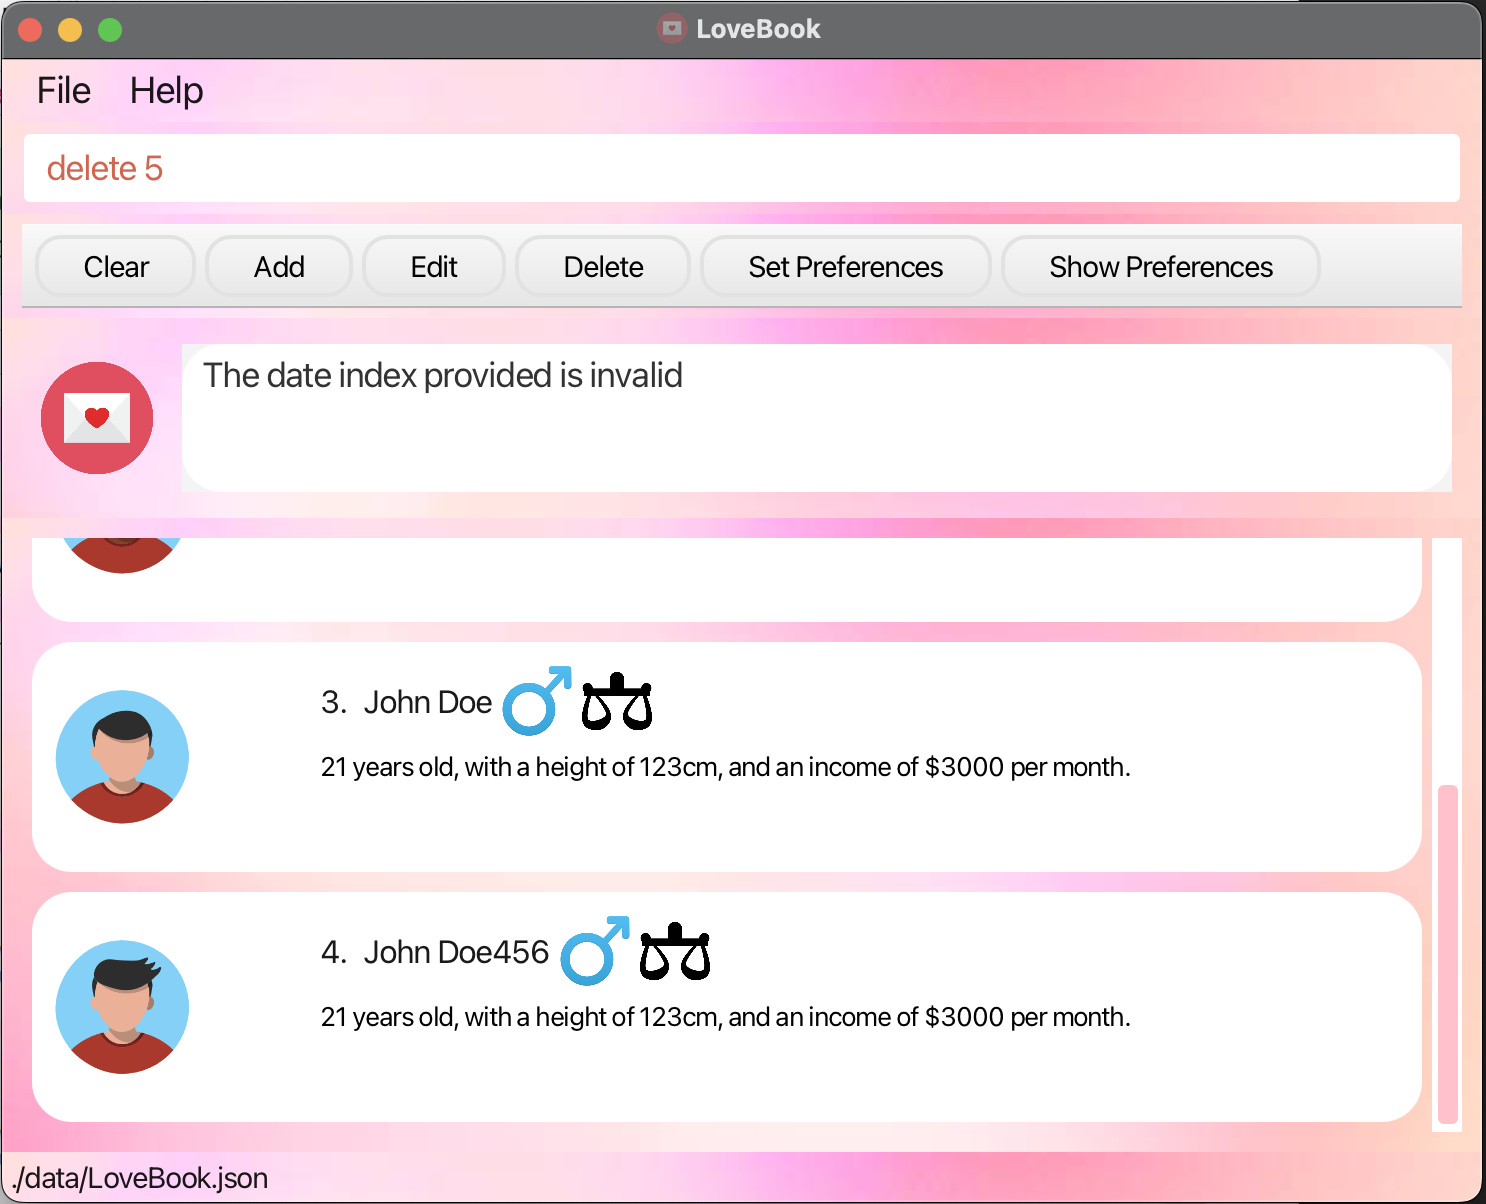 LoveBook
File Help
delete 5
Clear Add Edit Delete Set Preferences Show Preferences
The date index provided is invalid
3. John Doe
21 years old, with a height of 123cm, and an income of $3000 per month.
4. John Doe456
21 years old, with a height of 123cm, and an income of $3000 per month.
./data/LoveBook.json